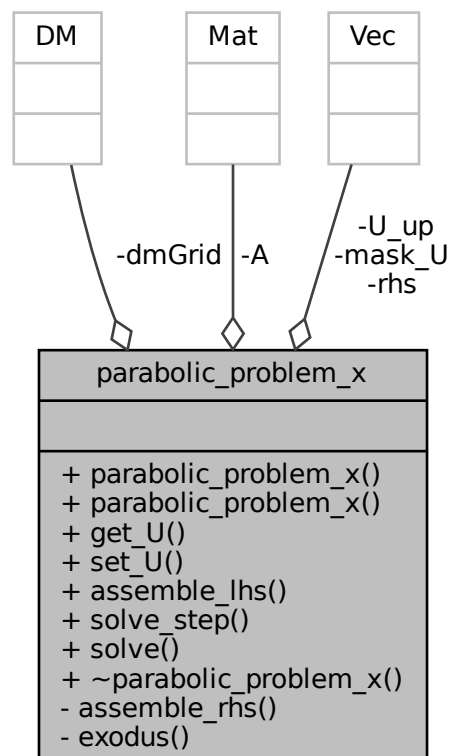 DM
Mat
Vec
-dmGrid
-A
-U_up
-mask_U
-rhs
parabolic_problem_x
+ parabolic_problem_x()
+ parabolic_problem_x()
+ get_U()
+ set_U()
+ assemble_lhs()
+ solve_step()
+ solve()
+ ~parabolic_problem_x()
- assemble_rhs()
- exodus()